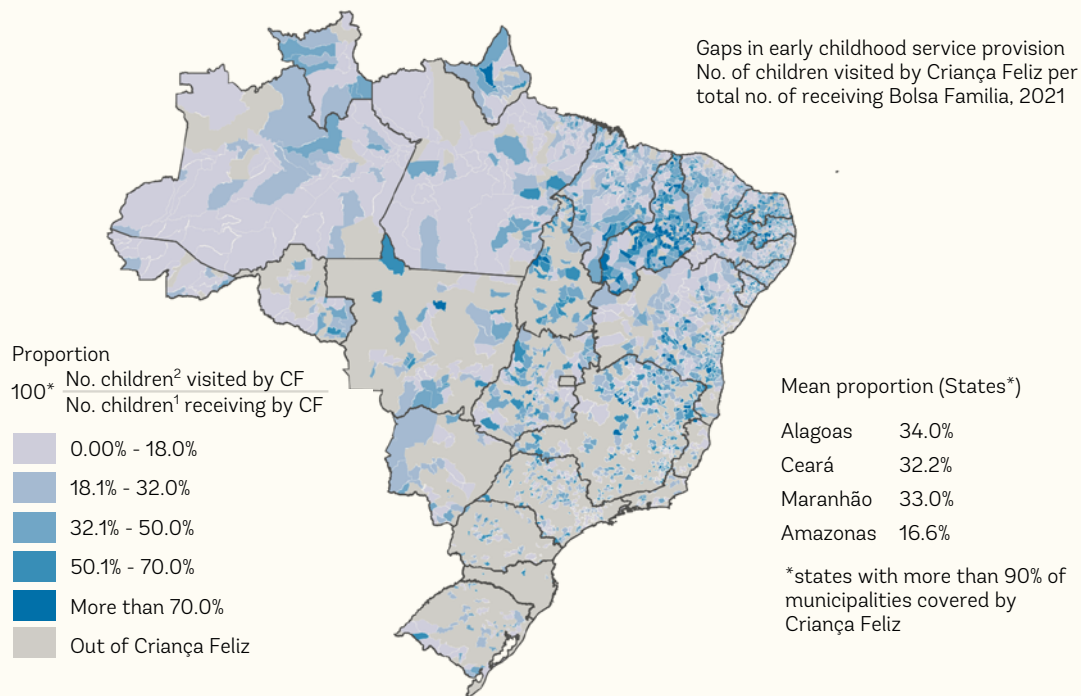 Gaps in early childhood service provision
No. of children visited by Criança Feliz per
total no. of receiving Bolsa Familia, 2021
Proportion
100* No. children² visited by CF
No. children¹ receiving by CF
0.00% - 18.0%
18.1% - 32.0%
32.1% - 50.0%
50.1% - 70.0%
More than 70.0%
Out of Criança Feliz
Mean proportion (States*)
Alagoas 34.0%
Ceará 32.2%
Maranhão 33.0%
Amazonas 16.6%
*states with more than 90% of
municipalities covered by
Criança Feliz